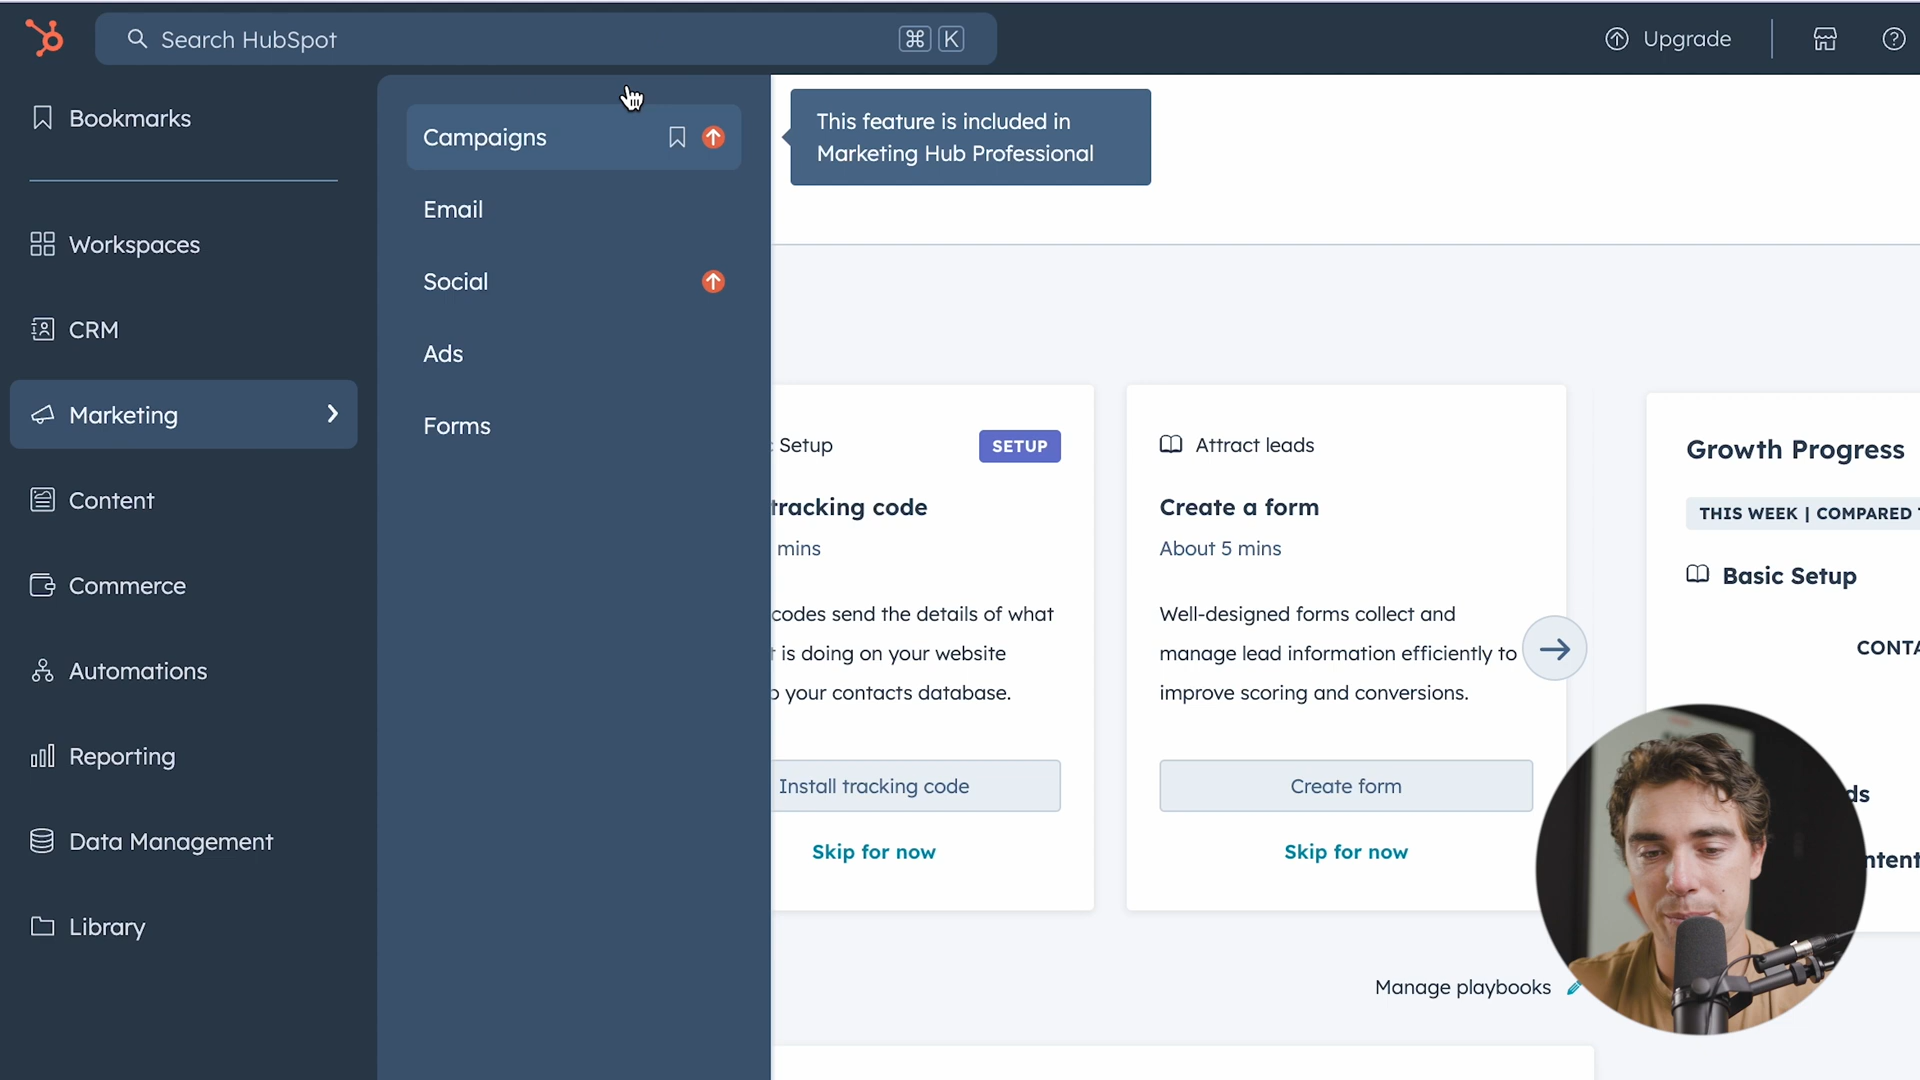 Search HubSpot
⌘ K
Upgrade
Bookmarks
Workspaces
CRM
Marketing
Content
Commerce
Automations
Reporting
Data Management
Library
Campaigns
Email
Social
Ads
Forms
This feature is included in
Marketing Hub Professional
Setup
SETUP
tracking code
mins
codes send the details of what
is doing on your website
your contacts database.
Install tracking code
Skip for now
Attract leads
Create a form
About 5 mins
Well-designed forms collect and
manage lead information efficiently to
improve scoring and conversions.
Create form
Skip for now
Manage playbooks
Growth Progress
THIS WEEK | COMPARED
Basic Setup
CONTA
ds
ntent